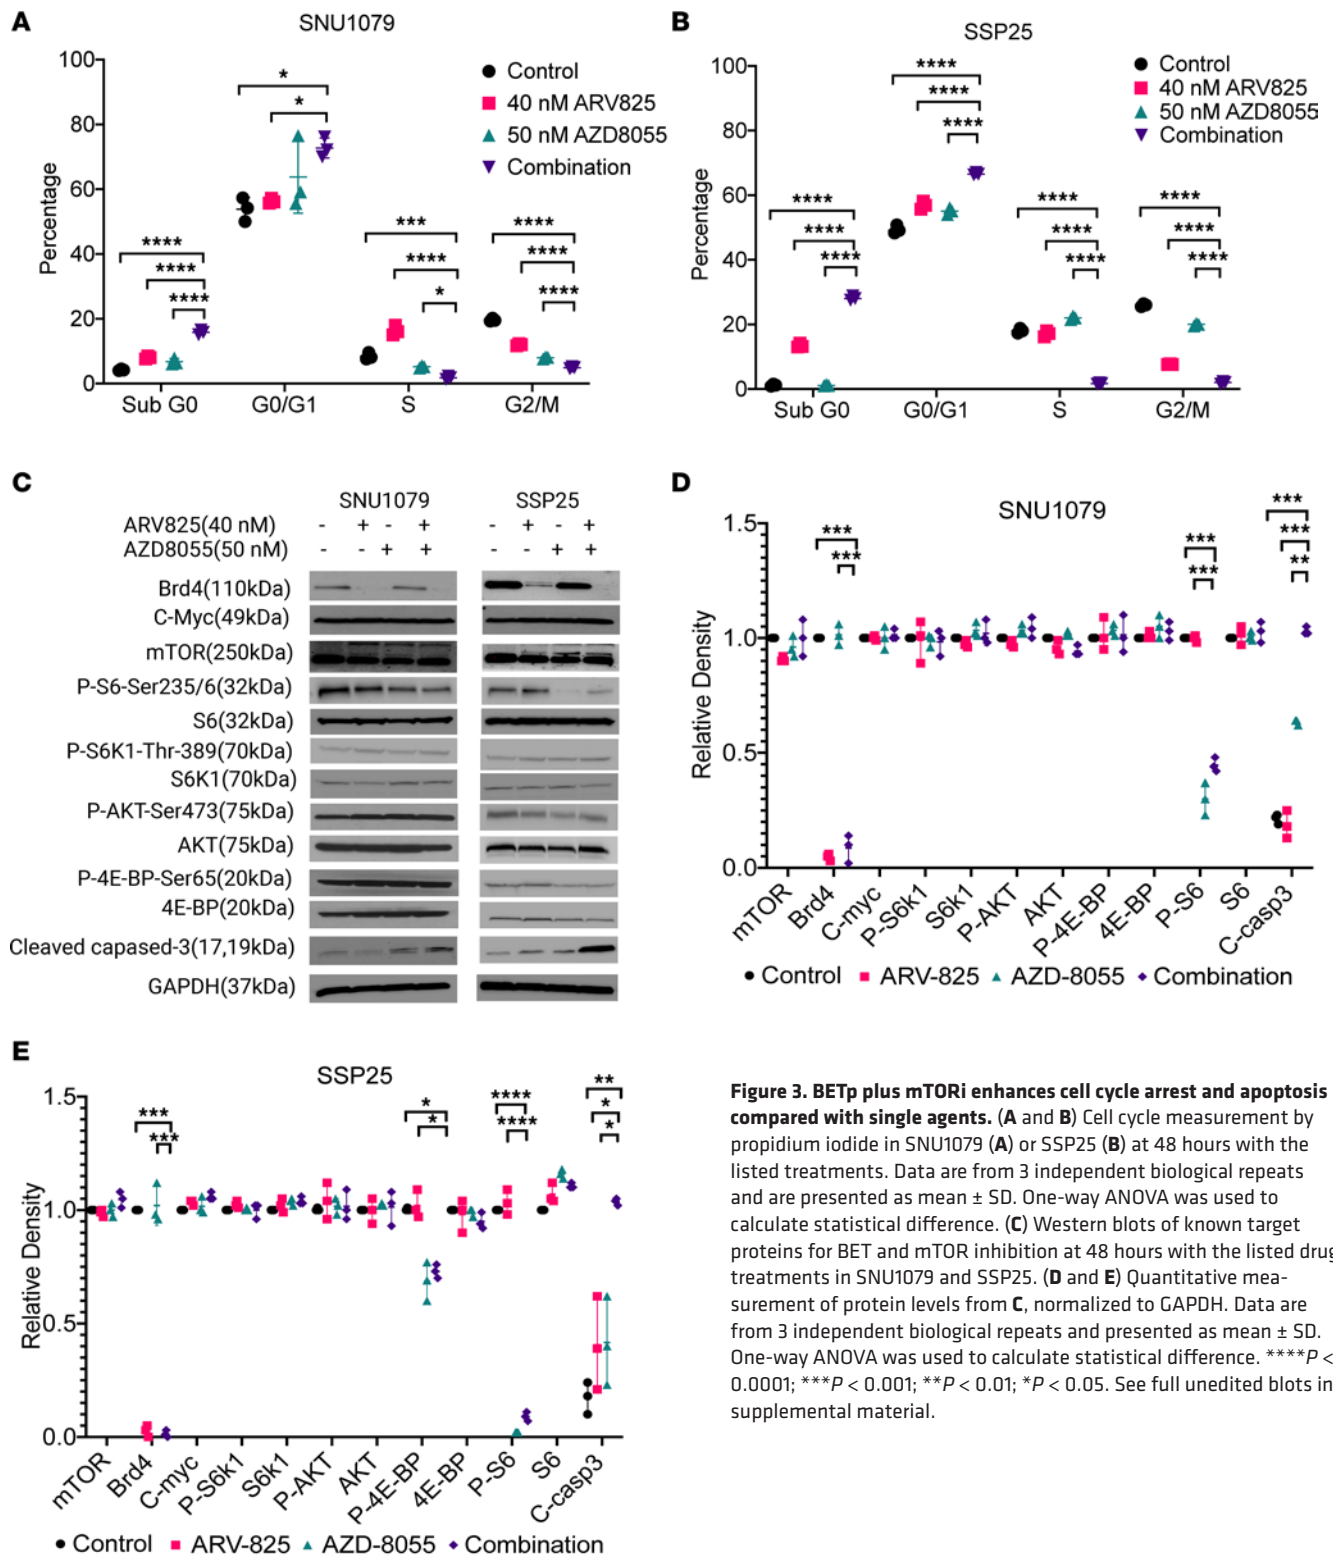 A
SNU1079
Control
40 nM ARV825
50 nM AZD8055
Combination
Percentage
100
80
60
40
20
0
* 
*
****
****
****
***
****
*
****
****
****
Sub G0 G0/G1 S G2/M
B
SSP25
Control
40 nM ARV825
50 nM AZD8055
Combination
Percentage
100
80
60
40
20
0
****
****
****
****
****
****
****
****
****
****
****
****
Sub G0 G0/G1 S G2/M
C
SNU1079 SSP25
ARV825(40 nM) - + - + - + - +
AZD8055(50 nM) - - + + - - + +
Brd4(110kDa)
C-Myc(49kDa)
mTOR(250kDa)
P-S6-Ser235/6(32kDa)
S6(32kDa)
P-S6K1-Thr-389(70kDa)
S6K1(70kDa)
P-AKT-Ser473(75kDa)
AKT(75kDa)
P-4E-BP-Ser65(20kDa)
4E-BP(20kDa)
Cleaved capased-3(17,19kDa)
GAPDH(37kDa)
D
SNU1079
Relative Density
1.5
1.0
0.5
0.0
***
***
***
***
***
***
**
mTOR Brd4 C-myc P-S6k1 S6k1 P-AKT AKT P-4E-BP 4E-BP P-S6 S6 C-casp3
Control ARV-825 AZD-8055 Combination
E
SSP25
Relative Density
1.5
1.0
0.5
0.0
***
***
*
*
****
****
**
*
*
mTOR Brd4 C-myc P-S6k1 S6k1 P-AKT AKT P-4E-BP 4E-BP P-S6 S6 C-casp3
Control ARV-825 AZD-8055 Combination
Figure 3. BETp plus mTORi enhances cell cycle arrest and apoptosis
compared with single agents. (A and B) Cell cycle measurement by
propidium iodide in SNU1079 (A) or SSP25 (B) at 48 hours with the
listed treatments. Data are from 3 independent biological repeats
and are presented as mean ± SD. One-way ANOVA was used to
calculate statistical difference. (C) Western blots of known target
proteins for BET and mTOR inhibition at 48 hours with the listed drug
treatments in SNU1079 and SSP25. (D and E) Quantitative mea-
surement of protein levels from C, normalized to GAPDH. Data are
from 3 independent biological repeats and presented as mean ± SD.
One-way ANOVA was used to calculate statistical difference. ****P <
0.0001; ***P < 0.001; **P < 0.01; *P < 0.05. See full unedited blots in
supplemental material.